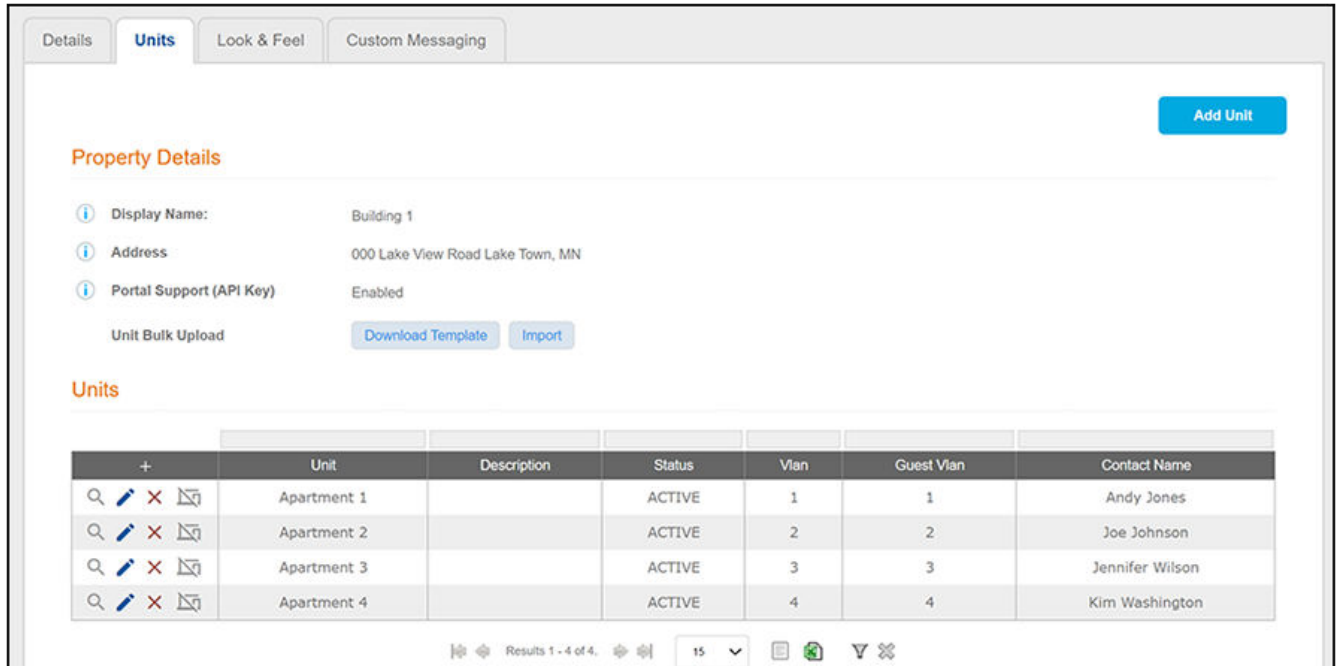 Details Units Look & Feel Custom Messaging
Add Unit
Property Details
Display Name: Building 1
Address 000 Lake View Road Lake Town, MN
Portal Support (API Key) Enabled
Unit Bulk Upload Download Template Import
Units
+ Unit Description Status Vlan Guest Vlan Contact Name
Apartment 1 ACTIVE 1 1 Andy Jones
Apartment 2 ACTIVE 2 2 Joe Johnson
Apartment 3 ACTIVE 3 3 Jennifer Wilson
Apartment 4 ACTIVE 4 4 Kim Washington
Results 1 - 4 of 4. 15